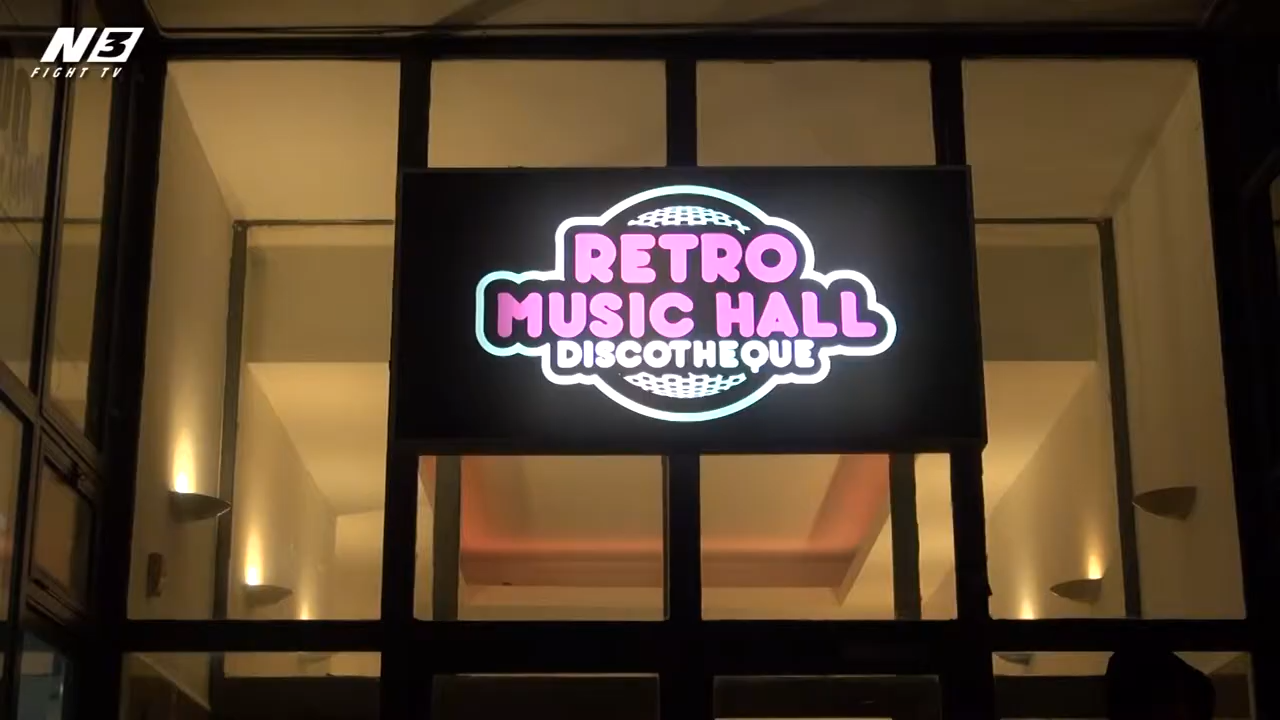 N3
FIGHT TV
RETRO
MUSIC HALL
DISCOTHEQUE